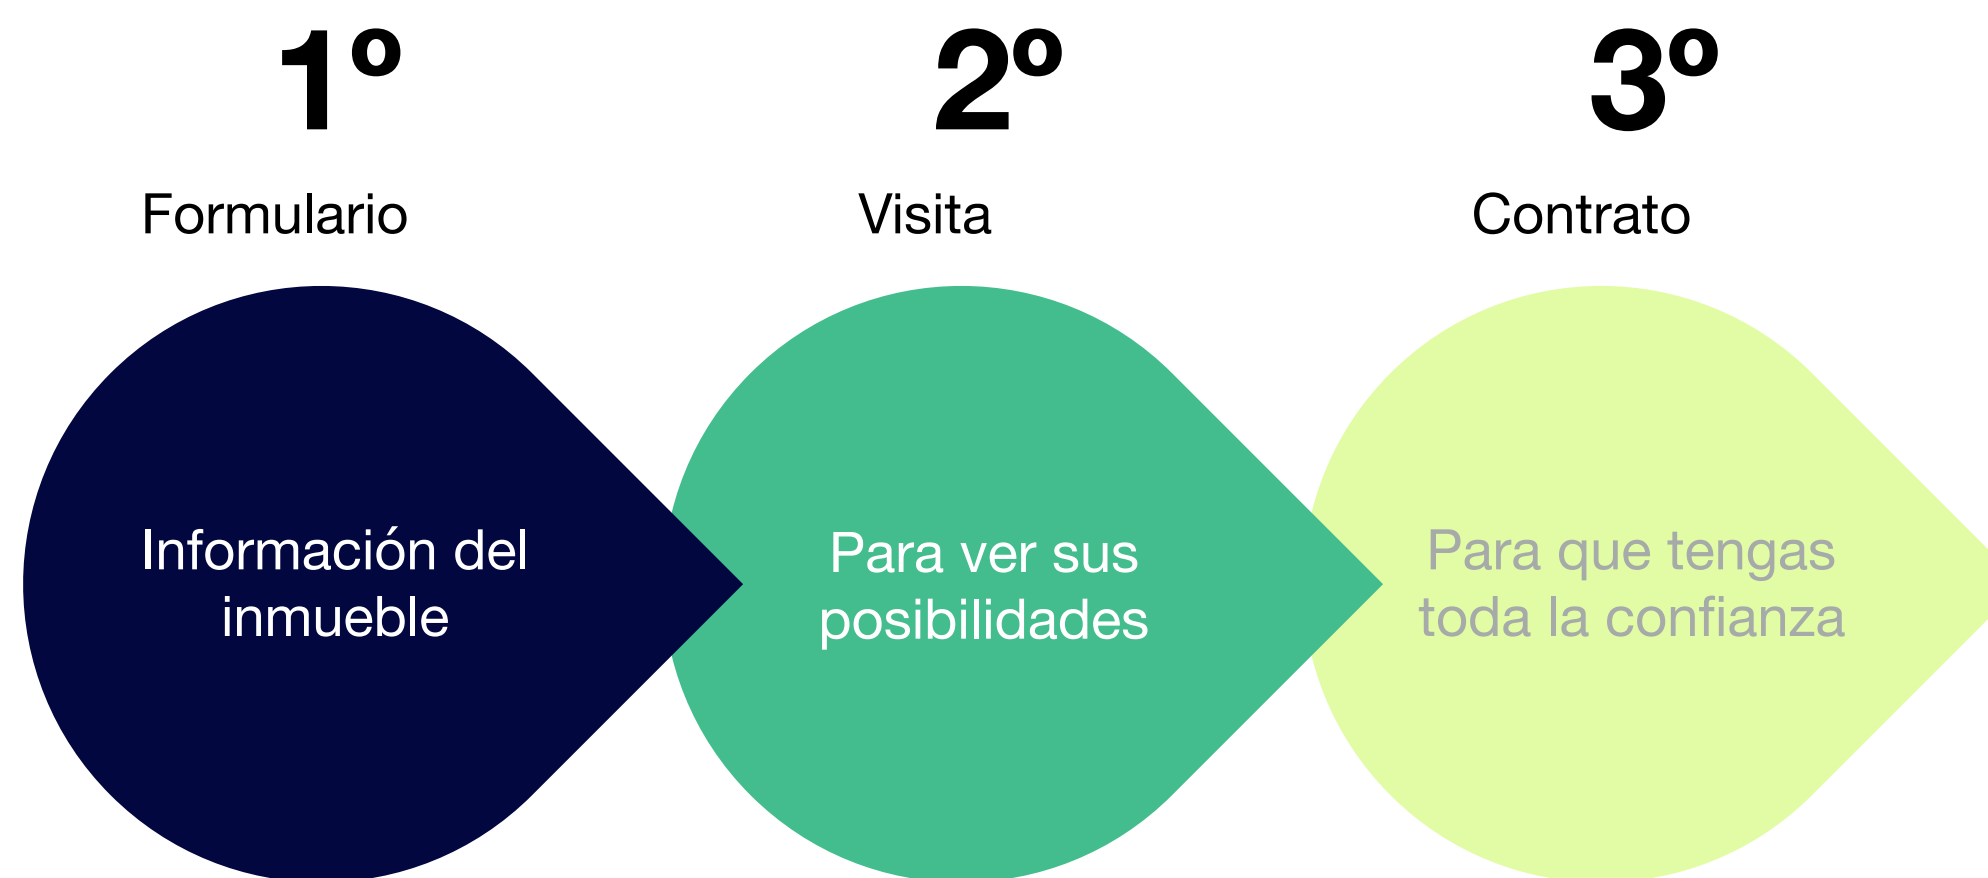 1º
Formulario
Información del
inmueble
2º
Visita
Para ver sus
posibilidades
3º
Contrato
Para que tengas
toda la confianza